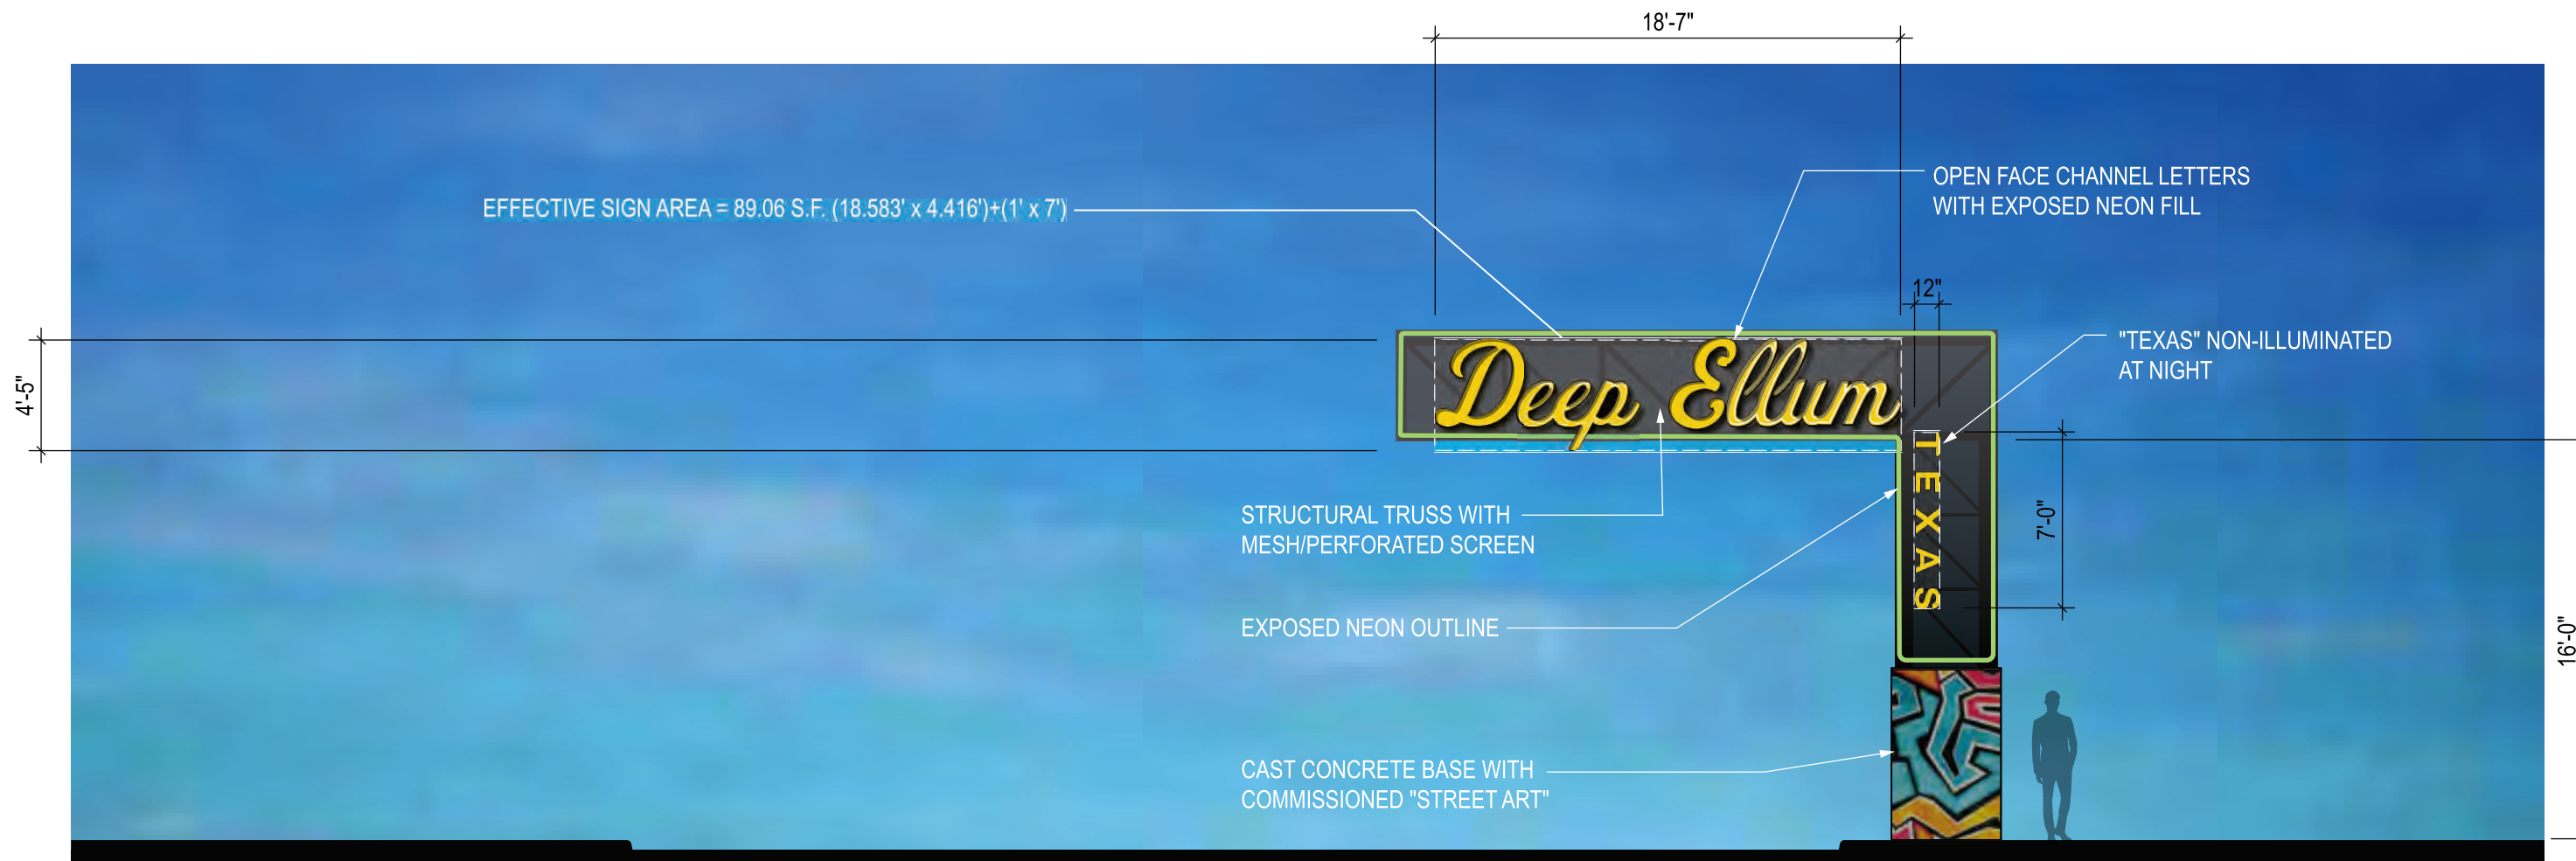 18'-7"
EFFECTIVE SIGN AREA = 89.06 S.F. (18.583' x 4.416')+(1' x 7')
OPEN FACE CHANNEL LETTERS
WITH EXPOSED NEON FILL
12"
"TEXAS" NON-ILLUMINATED
AT NIGHT
4'-5"
Deep Ellum
TEXAS
7'-0"
STRUCTURAL TRUSS WITH
MESH/PERFORATED SCREEN
EXPOSED NEON OUTLINE
16'-0"
CAST CONCRETE BASE WITH
COMMISSIONED "STREET ART"